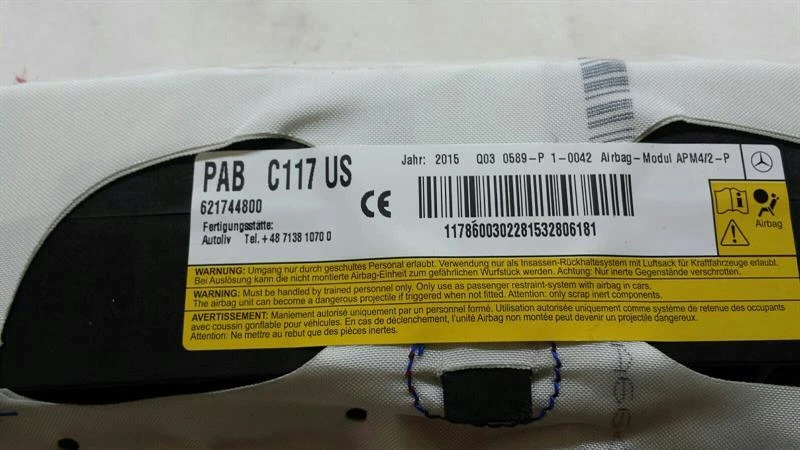 PAB C117 US
621744800
Fertigungsstätte:
Autoliv Tel. +48 7138 1070 0
CE
Jahr: 2015 Q03 0589-P 1-0042 Airbag-Modul APM4/2-P
1178600302281532806181
Airbag
WARNUNG: Umgang nur durch geschultes Personal erlaubt. Verwendung nur als Insassen-Rückhaltesystem mit Luftsack für Kraftfahrzeuge erlaubt.
Bei Auslösung kann die nicht montierte Airbag-Einheit zum gefährlichen Wurfgeschoß werden. Achtung: Nur inerte Gegenstände verschrotten.
WARNING: Must be handled by trained personnel only. Only use as passenger restraint-system with airbag in cars.
The airbag unit can become a dangerous projectile if triggered when not fitted. Attention: only scrap inert components.
AVERTISSEMENT: Maniement autorisé uniquement par un personnel formé. Utilisation autorisée uniquement comme système de retenue des occupants
avec coussin gonflable pour véhicules. En cas de déclenchement, l'unité Airbag non montée peut devenir un projectile dangereux.
Attention: Ne mettre au rebut que des pièces inertes.